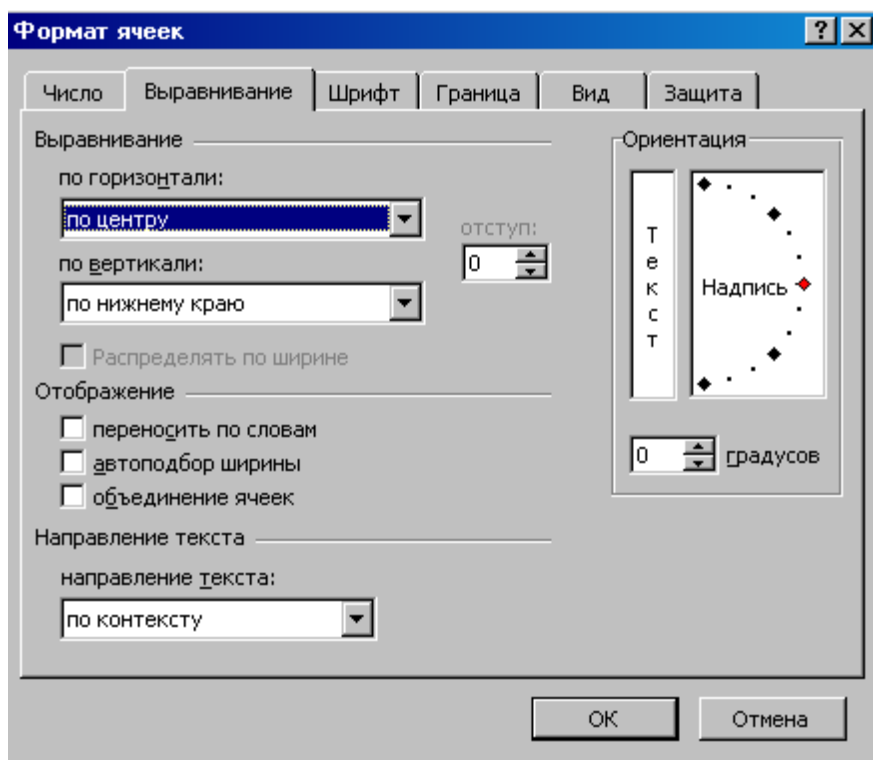 Формат ячеек
Число Выравнивание Шрифт Граница Вид Защита
Выравнивание
по горизонтали:
по центру
отступ:
0
по вертикали:
по нижнему краю
Распределять по ширине
Отображение
переносить по словам
автоподбор ширины
объединение ячеек
Направление текста
направление текста:
по контексту
Ориентация
Текст
Надпись
0 градусов
ОК Отмена